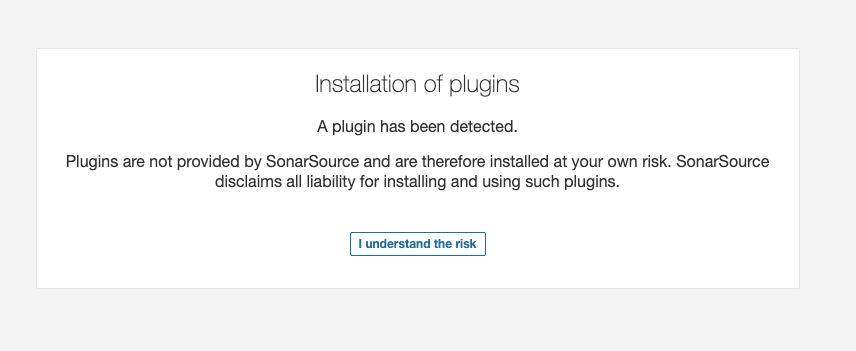 Installation of plugins
A plugin has been detected.
Plugins are not provided by SonarSource and are therefore installed at your own risk. SonarSource
disclaims all liability for installing and using such plugins.
I understand the risk